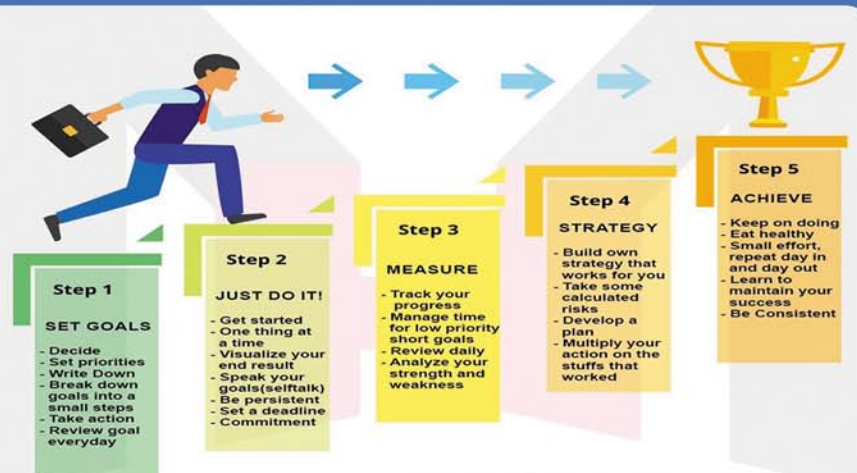 Step 1
SET GOALS
- Decide
- Set priorities
- Write Down
- Break down
goals into a
small steps
- Take action
- Review goal
everyday
Step 2
JUST DO IT!
- Get started
- One thing at
a time
- Visualize your
end result
- Speak your
goals(selftalk)
- Be persistent
- Set a deadline
- Commitment
Step 3
MEASURE
- Track your
progress
- Manage time
for low priority
short goals
- Review daily
- Analyze your
strength and
weakness
Step 4
STRATEGY
- Build own
strategy that
works for you
- Take some
calculated
risks
- Develop a
plan
- Multiply your
action on the
stuffs that
worked
Step 5
ACHIEVE
- Keep on doing
- Eat healthy
- Small effort,
repeat day in
and day out
- Learn to
maintain your
success
- Be Consistent